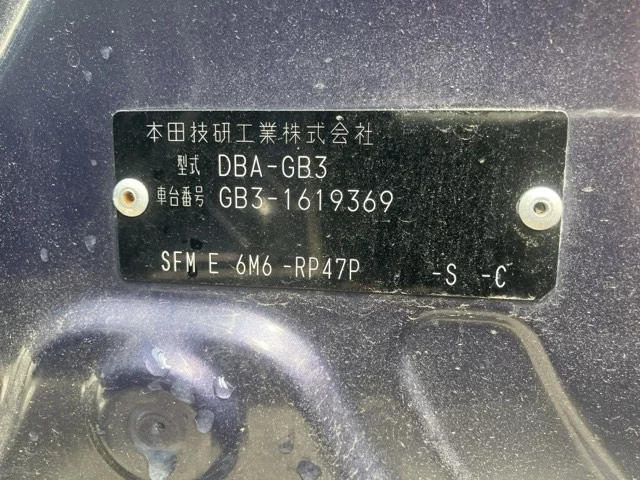 本田技研工業株式会社
型式 DBA-GB3
車台番号 GB3-1619369
SFM E 6M6 -RP47P -S -C